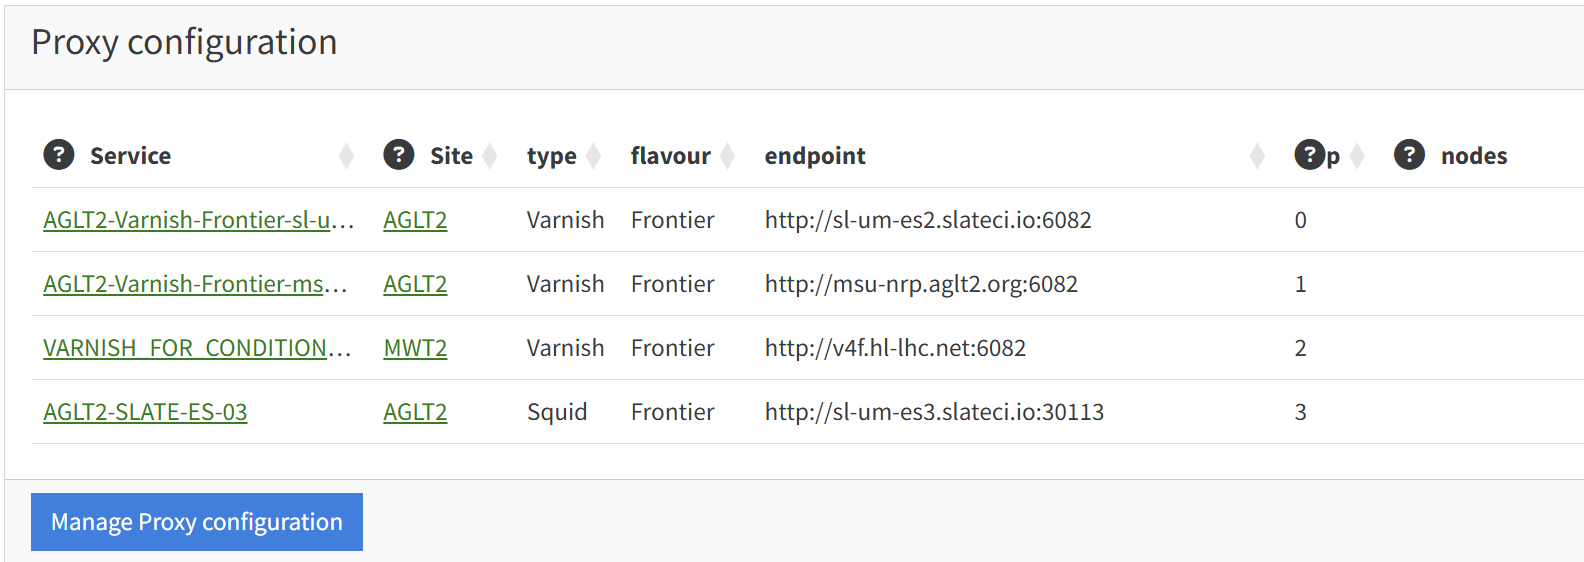 Proxy configuration
? Service ? Site type flavour endpoint ?p ? nodes
AGLT2-Varnish-Frontier-sl-u... AGLT2 Varnish Frontier http://sl-um-es2.slateci.io:6082 0
AGLT2-Varnish-Frontier-ms... AGLT2 Varnish Frontier http://msu-nrp.aglt2.org:6082 1
VARNISH_FOR_CONDITION... MWT2 Varnish Frontier http://v4f.hl-lhc.net:6082 2
AGLT2-SLATE-ES-03 AGLT2 Squid Frontier http://sl-um-es3.slateci.io:30113 3
Manage Proxy configuration